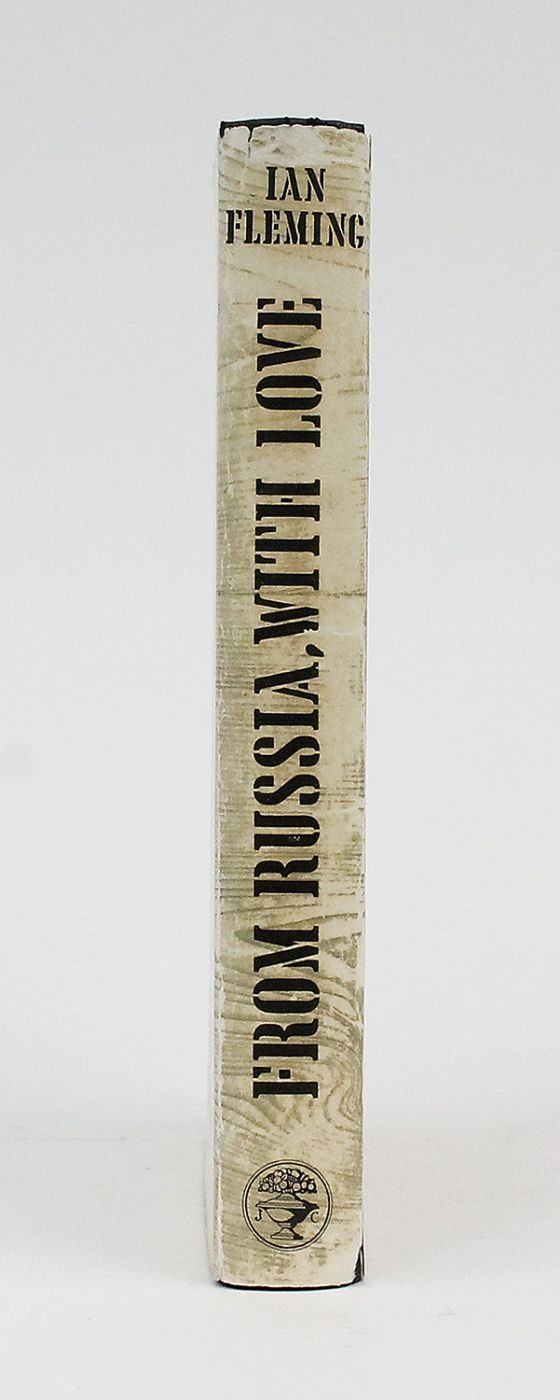 IAN
FLEMING
FROM RUSSIA, WITH LOVE
J C